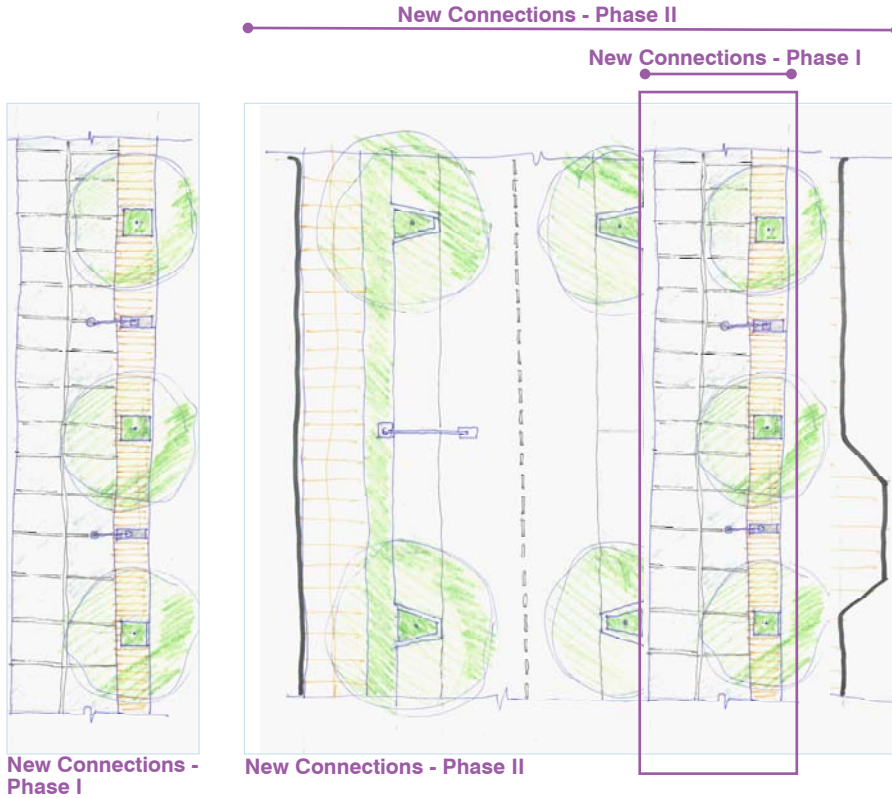 New Connections - Phase II
New Connections - Phase I
New Connections -
Phase I
New Connections - Phase II